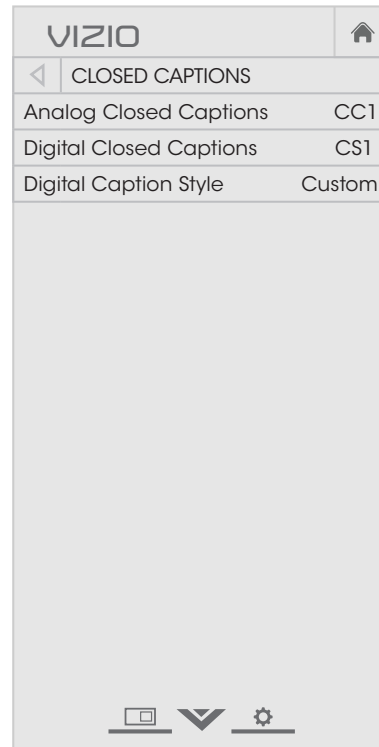 VIZIO
CLOSED CAPTIONS
Analog Closed Captions CC1
Digital Closed Captions CS1
Digital Caption Style Custom